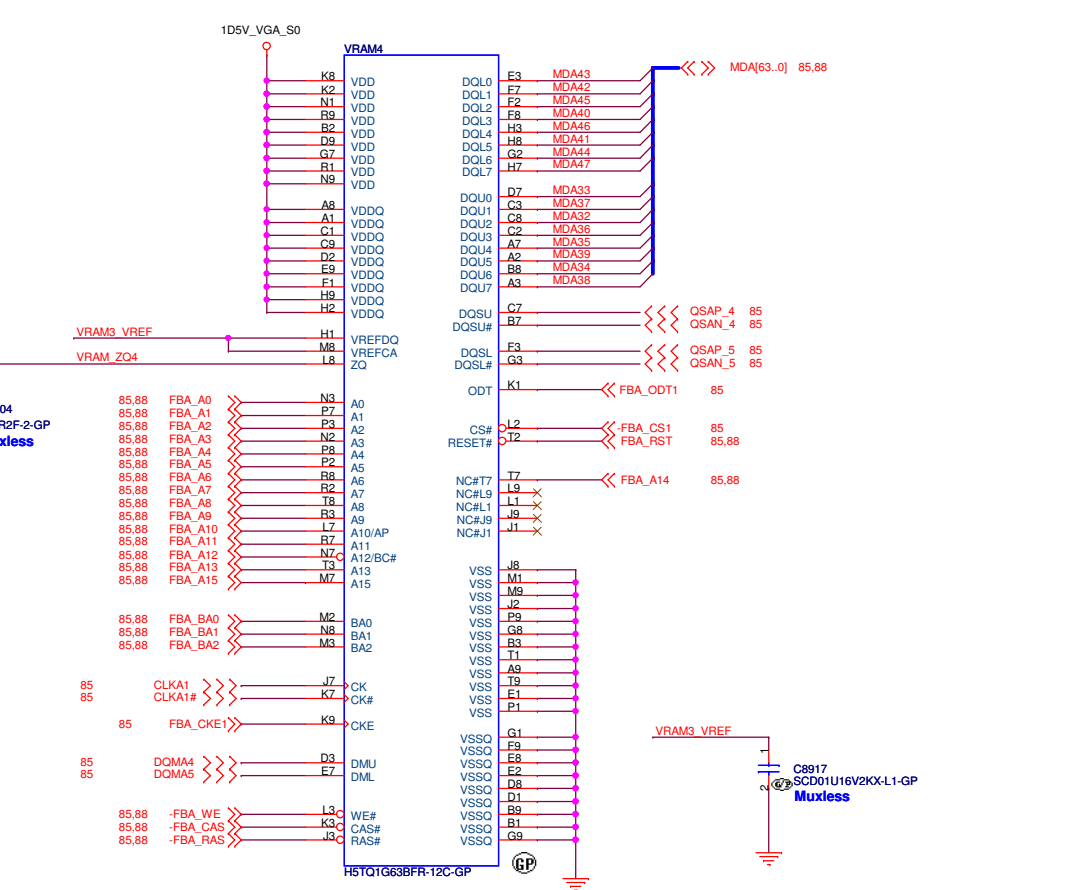 1D5V_VGA_S0
VRAM4
K8 VDD DQL0 E3 MDA43 MDA[63..0] 85,88
K2 VDD DQL1 F7 MDA42
N1 VDD DQL2 F2 MDA45
R9 VDD DQL3 F8 MDA40
B2 VDD DQL4 H3 MDA46
D9 VDD DQL5 H8 MDA41
G7 VDD DQL6 G2 MDA44
R1 VDD DQL7 H7 MDA47
N9 VDD
DQU0 D7 MDA33
A8 VDDQ DQU1 C3 MDA37
A1 VDDQ DQU2 C8 MDA32
C1 VDDQ DQU3 C2 MDA36
C9 VDDQ DQU4 A7 MDA35
D2 VDDQ DQU5 A2 MDA39
E9 VDDQ DQU6 B8 MDA34
F1 VDDQ DQU7 A3 MDA38
H9 VDDQ
H2 VDDQ DQSU C7 QSAP_4 85
DQSU# B7 QSAN_4 85
VRAM3_VREF H1 VREFDQ
M8 VREFCA DQSL F3 QSAP_5 85
VRAM_ZQ4 L8 ZQ DQSL# G3 QSAN_5 85
ODT K1 FBA_ODT1 85
85,88 FBA_A0 N3 A0
04
85,88 FBA_A1 P7 A1
R2F-2-GP
85,88 FBA_A2 P3 A2 CS# L2 -FBA_CS1 85
xless
85,88 FBA_A3 N2 A3 RESET# T2 FBA_RST 85,88
85,88 FBA_A4 P8 A4
85,88 FBA_A5 P2 A5
85,88 FBA_A6 R8 A6 NC#T7 T7 FBA_A14 85,88
85,88 FBA_A7 R2 A7 NC#L9 L9
85,88 FBA_A8 T8 A8 NC#L1 L1
85,88 FBA_A9 R3 A9 NC#J9 J9
85,88 FBA_A10 L7 A10/AP NC#J1 J1
85,88 FBA_A11 R7 A11
85,88 FBA_A12 N7 A12/BC#
85,88 FBA_A13 T3 A13 VSS J8
85,88 FBA_A15 M7 A15 VSS M1
VSS M9
VSS J2
85,88 FBA_BA0 M2 BA0 VSS P9
85,88 FBA_BA1 N8 BA1 VSS G8
85,88 FBA_BA2 M3 BA2 VSS B3
VSS T1
VSS A9
85 CLKA1 J7 CK VSS T9
85 CLKA1# K7 CK# VSS E1
VSS P1
85 FBA_CKE1 K9 CKE
VSSQ G1 VRAM3_VREF
VSSQ F9 1
85 DQMA4 D3 DMU VSSQ E8 C8917
85 DQMA5 E7 DML VSSQ E2 SCD01U16V2KX-L1-GP
VSSQ D8 2 Muxless
VSSQ D1
85,88 -FBA_WE L3 WE# VSSQ B9
85,88 -FBA_CAS K3 CAS# VSSQ B1
85,88 -FBA_RAS J3 RAS# VSSQ G9
GP
H5TQ1G63BFR-12C-GP